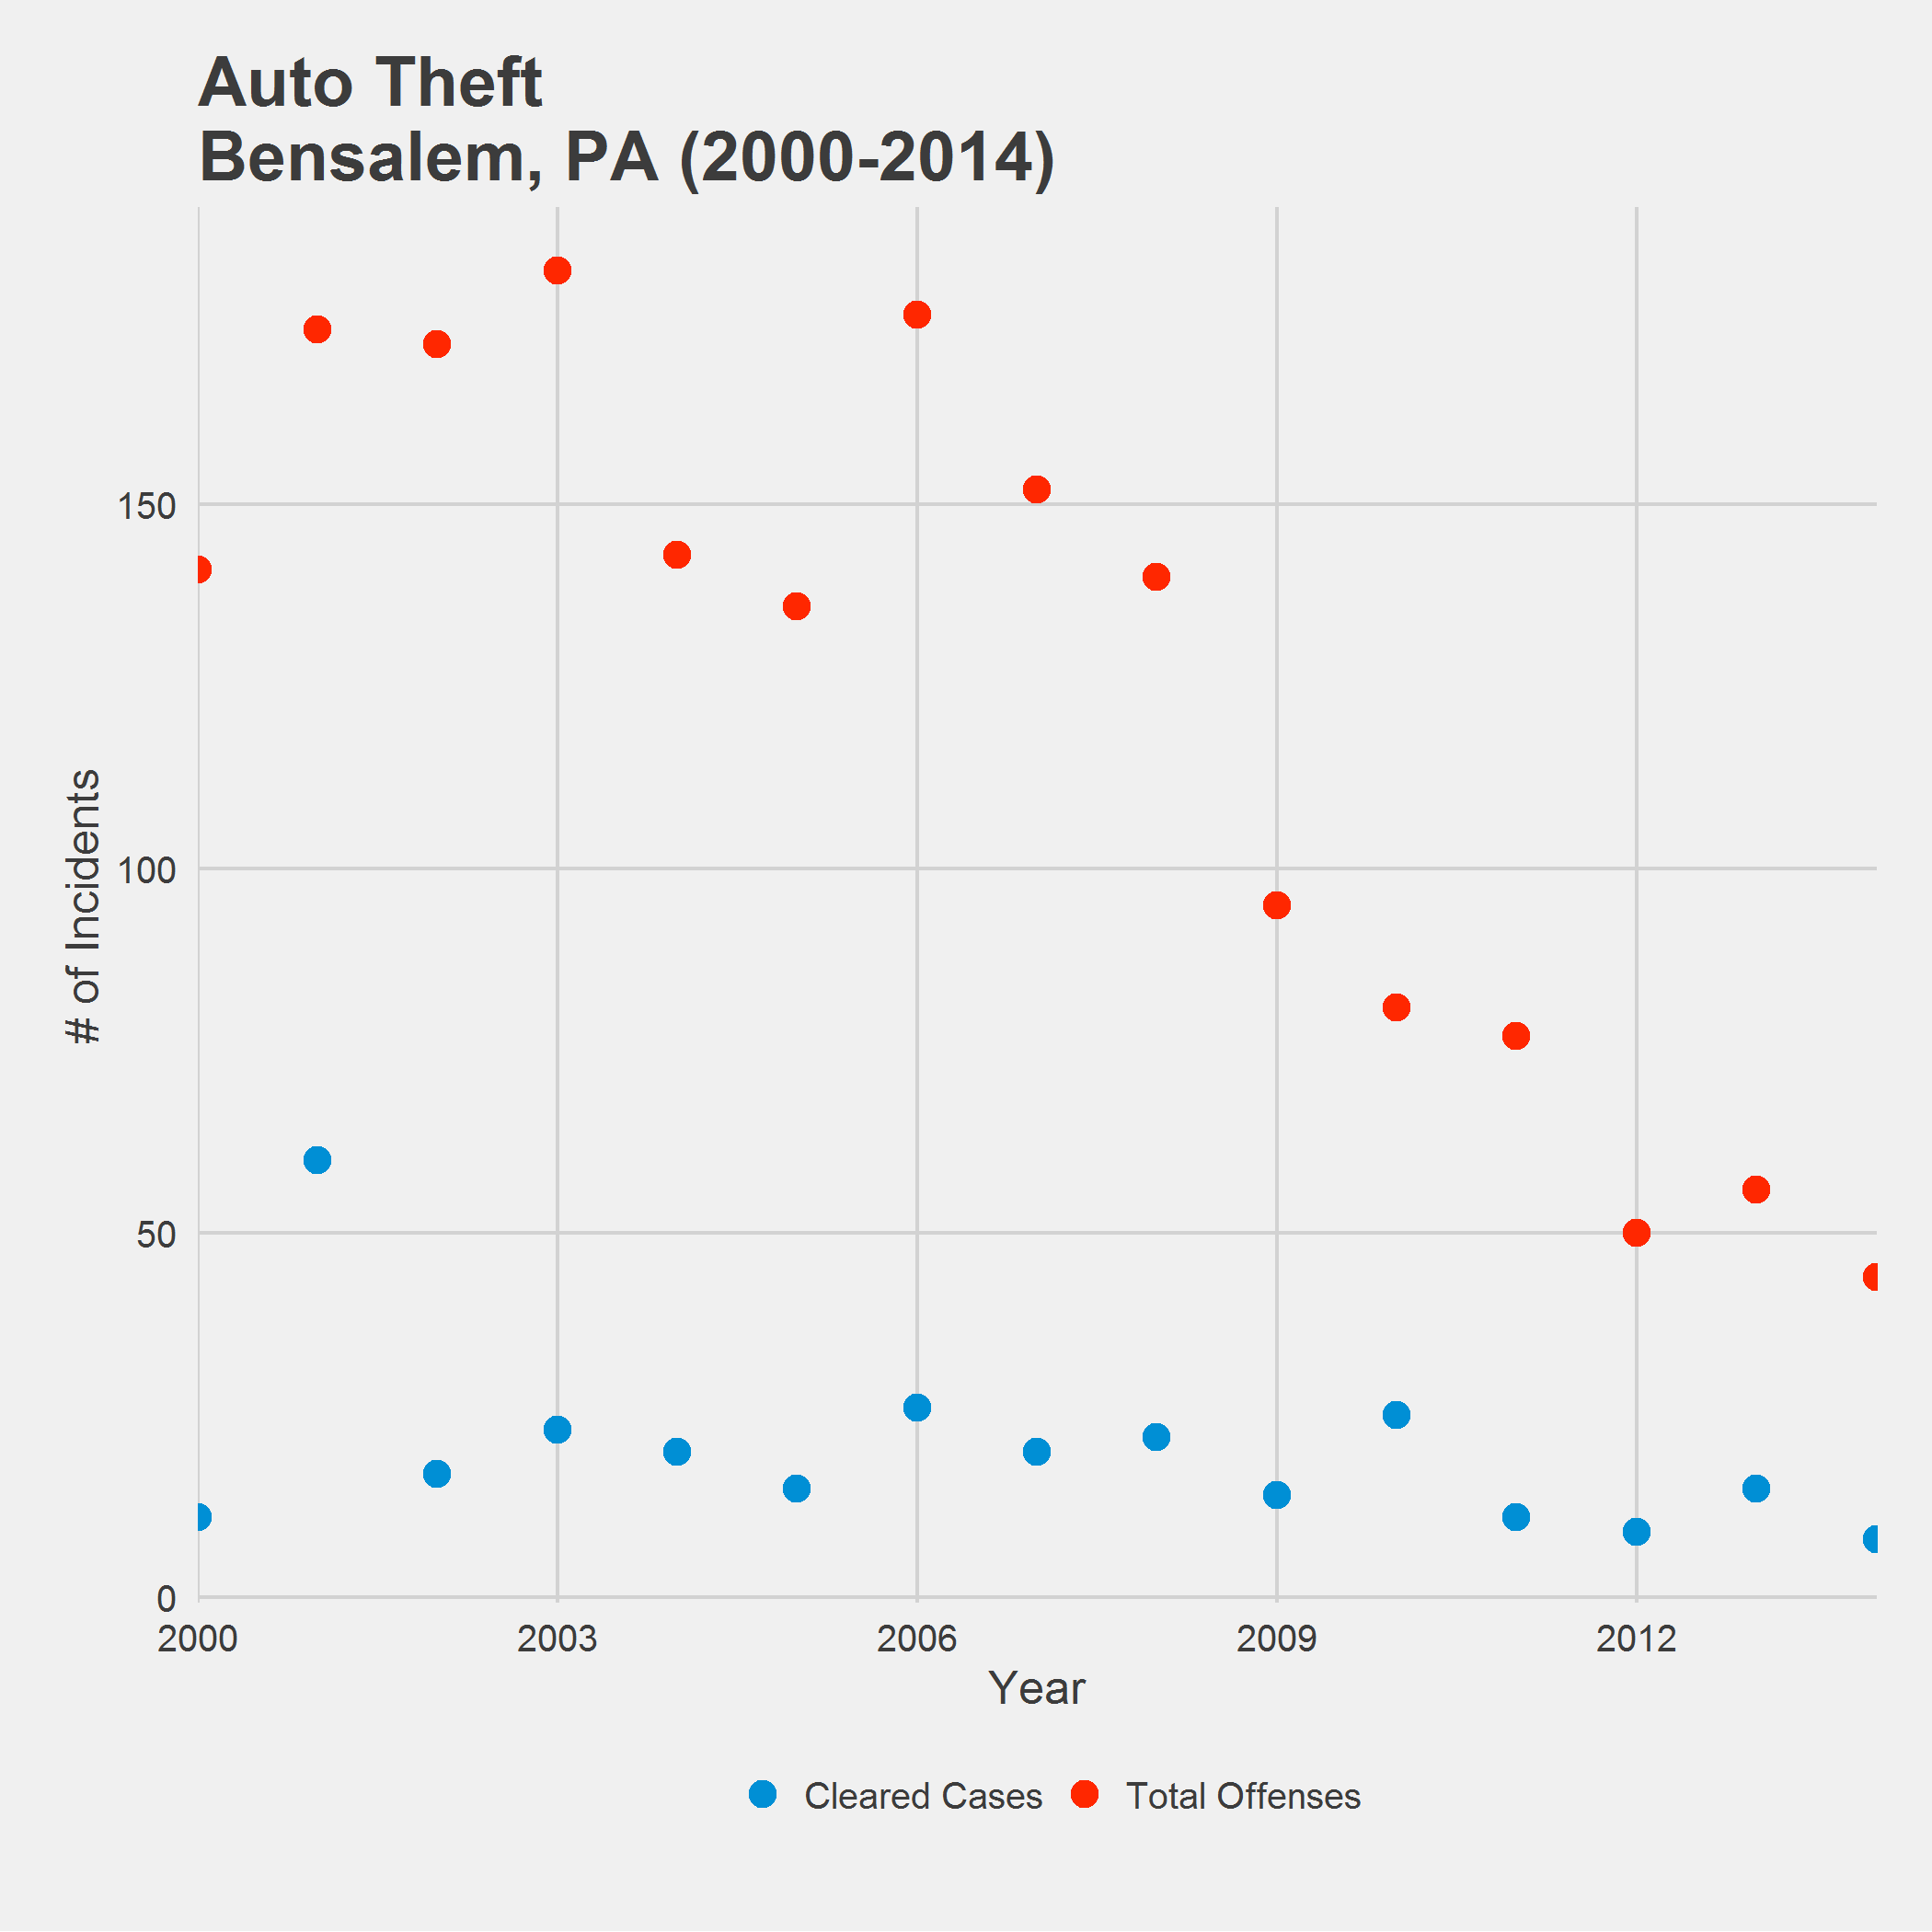 Auto Theft
Bensalem, PA (2000-2014)
# of Incidents
150
100
50
0
2000 2003 2006 2009 2012
Year
Cleared Cases Total Offenses